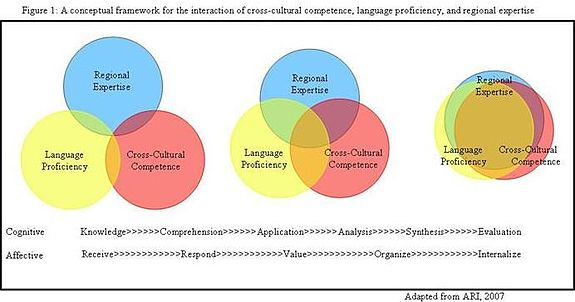 Figure 1: A conceptual framework for the interaction of cross-cultural competence, language proficiency, and regional expertise
Regional
Expertise
Language
Proficiency
Cross-Cultural
Competence
Regional
Expertise
Language
Proficiency
Cross-Cultural
Competence
Regional
Expertise
Language
Proficiency
Cross-Cultural
Competence
Cognitive Knowledge>>>>>>Comprehension>>>>>>Application>>>>>>Analysis>>>>>>Synthesis>>>>>>Evaluation
Affective Receive>>>>>>>>>>>>Respond>>>>>>>>>>>>Value>>>>>>>>>>>>Organize>>>>>>>>>>>>Internalize
Adapted from ARI, 2007